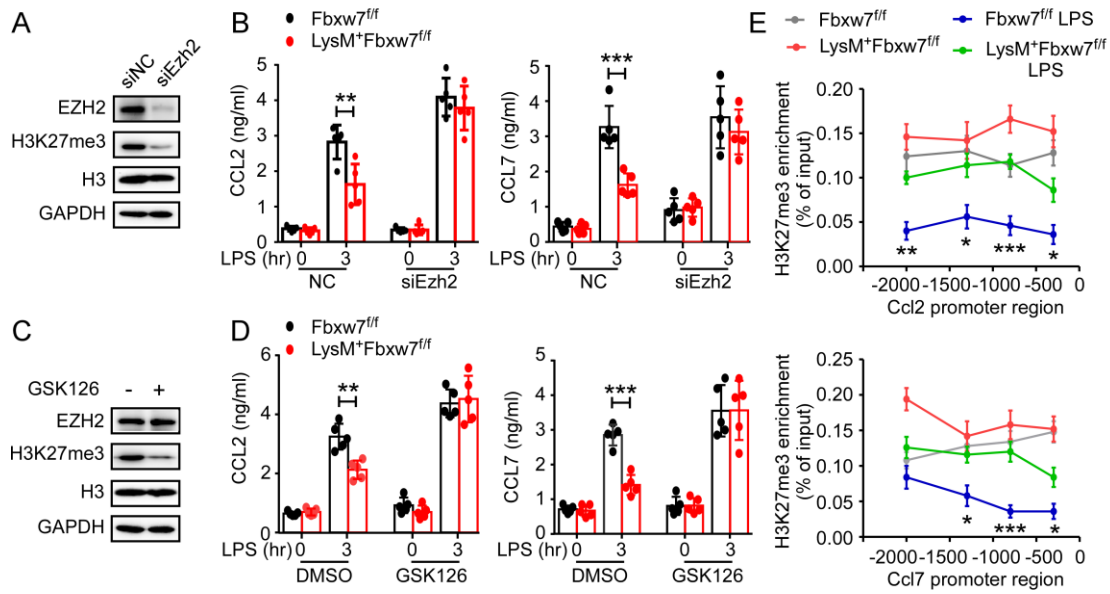 A
siNC
siEzh2
EZH2
H3K27me3
H3
GAPDH
B
Fbxw7f/f
LysM+Fbxw7f/f
CCL2 (ng/ml)
5
4
3
2
1
0
**
LPS (hr)
0
3
0
3
NC
siEzh2
CCL7 (ng/ml)
5
4
3
2
1
0
***
0
3
0
3
NC
siEzh2
C
GSK126
- +
EZH2
H3K27me3
H3
GAPDH
D
Fbxw7f/f
LysM+Fbxw7f/f
CCL2 (ng/ml)
6
4
2
0
**
LPS (hr)
0
3
0
3
DMSO
GSK126
CCL7 (ng/ml)
5
4
3
2
1
0
***
0
3
0
3
DMSO
GSK126
E
Fbxw7f/f
LysM+Fbxw7f/f
Fbxw7f/f LPS
LysM+Fbxw7f/f
LPS
H3K27me3 enrichment
(% of input)
0.20
0.15
0.10
0.05
0.00
** * *** *
-2000 -1500 -1000 -500 0
Ccl2 promoter region
H3K27me3 enrichment
(% of input)
0.25
0.20
0.15
0.10
0.05
0.00
* *** *
-2000 -1500 -1000 -500 0
Ccl7 promoter region